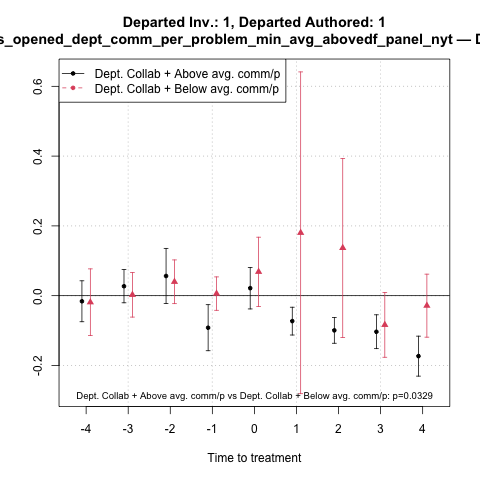 Departed Inv.: 1, Departed Authored: 1
s_opened_dept_comm_per_problem_min_avg_abovedf_panel_nyt — D
Dept. Collab + Above avg. comm/p
Dept. Collab + Below avg. comm/p
0.6
0.4
0.2
0.0
-0.2
Dept. Collab + Above avg. comm/p vs Dept. Collab + Below avg. comm/p: p=0.0329
-4 -3 -2 -1 0 1 2 3 4
Time to treatment